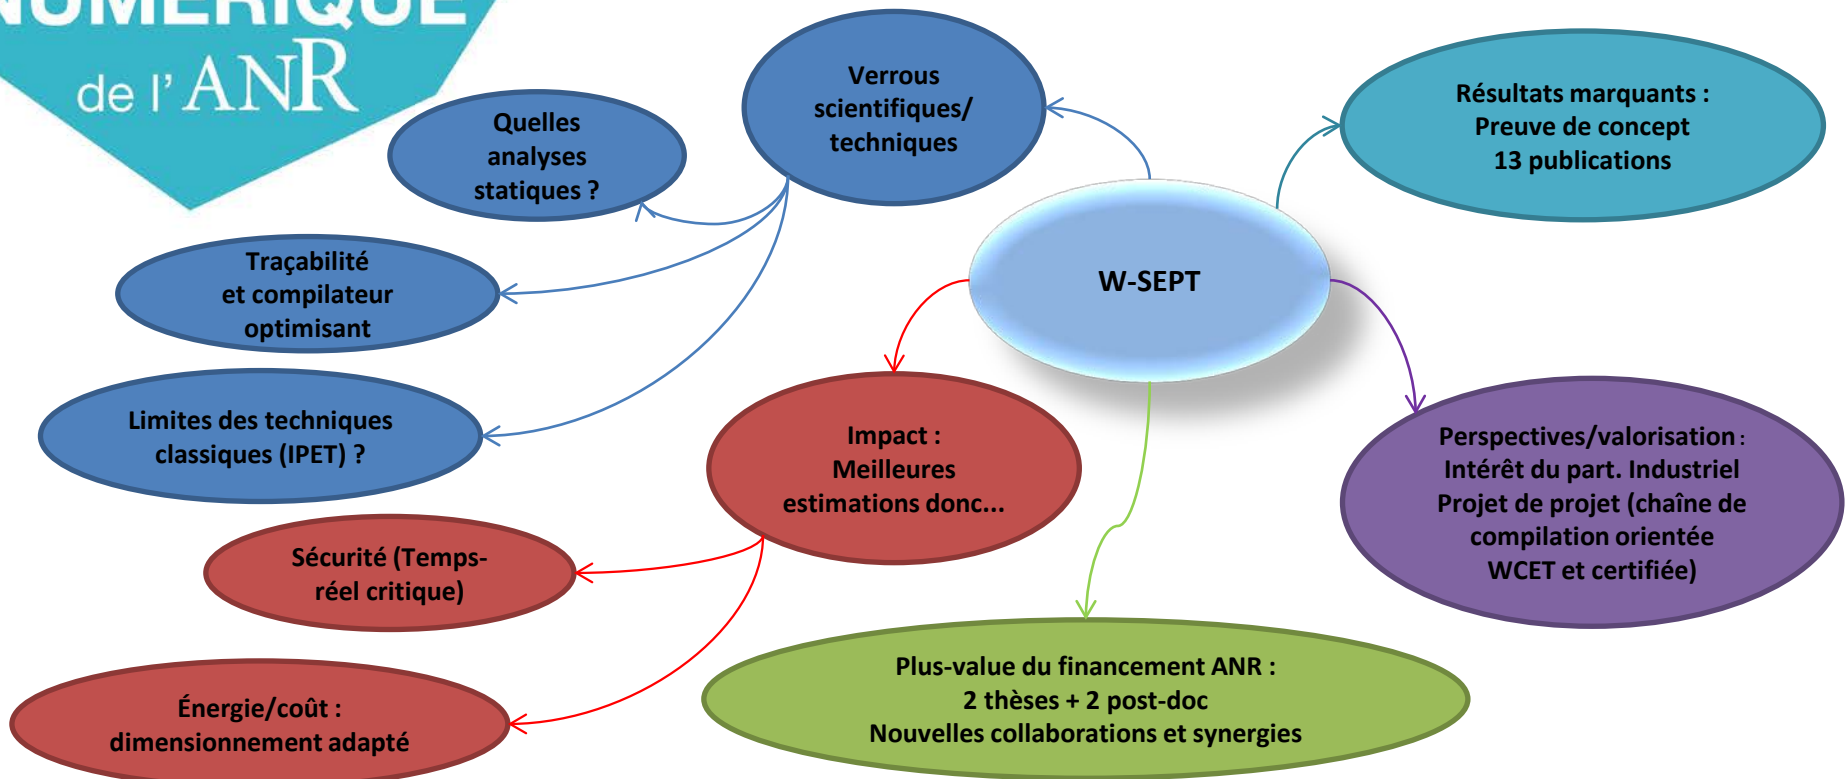 NUMERIQUE
de l'ANR
Verrous
scientifiques/
techniques
Quelles
analyses
statiques ?
Traçabilité
et compilateur
optimisant
Limites des techniques
classiques (IPET) ?
Résultats marquants :
Preuve de concept
13 publications
W-SEPT
Impact :
Meilleures
estimations donc...
Sécurité (Temps-
réel critique)
Énergie/coût :
dimensionnement adapté
Perspectives/valorisation :
Intérêt du part. Industriel
Projet de projet (chaîne de
compilation orientée
WCET et certifiée)
Plus-value du financement ANR :
2 thèses + 2 post-doc
Nouvelles collaborations et synergies